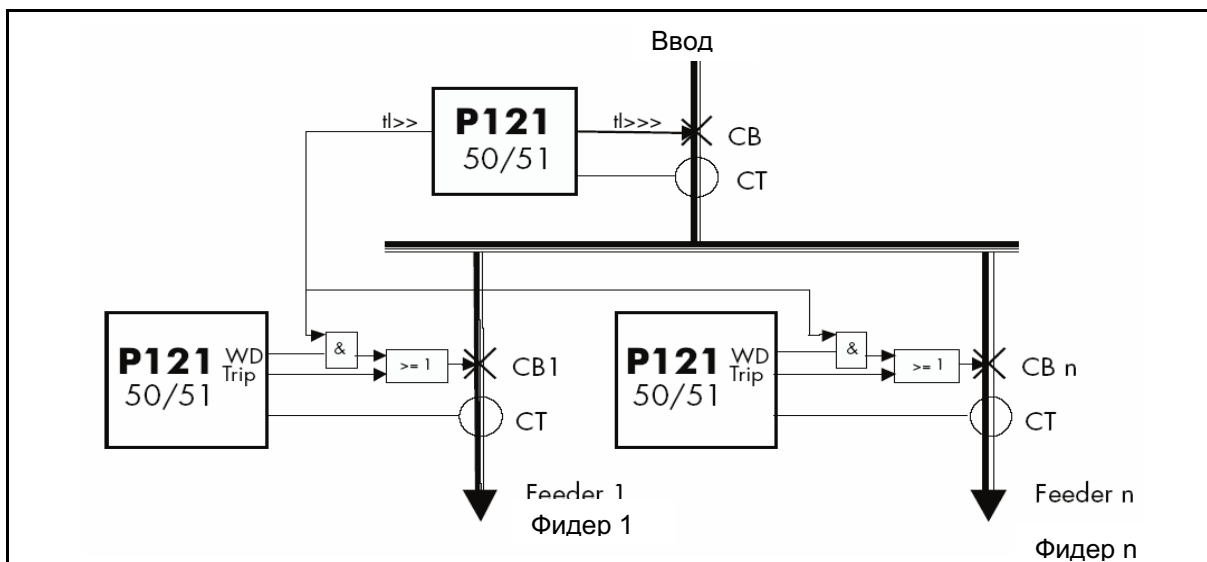 Ввод
tI>>
P121
50/51
tI>>>
CB
CT
P121
50/51
WD
Trip
&
>= 1
CB1
CT
P121
50/51
WD
Trip
&
>= 1
CB n
CT
Feeder 1
Фидер 1
Feeder n
Фидер n